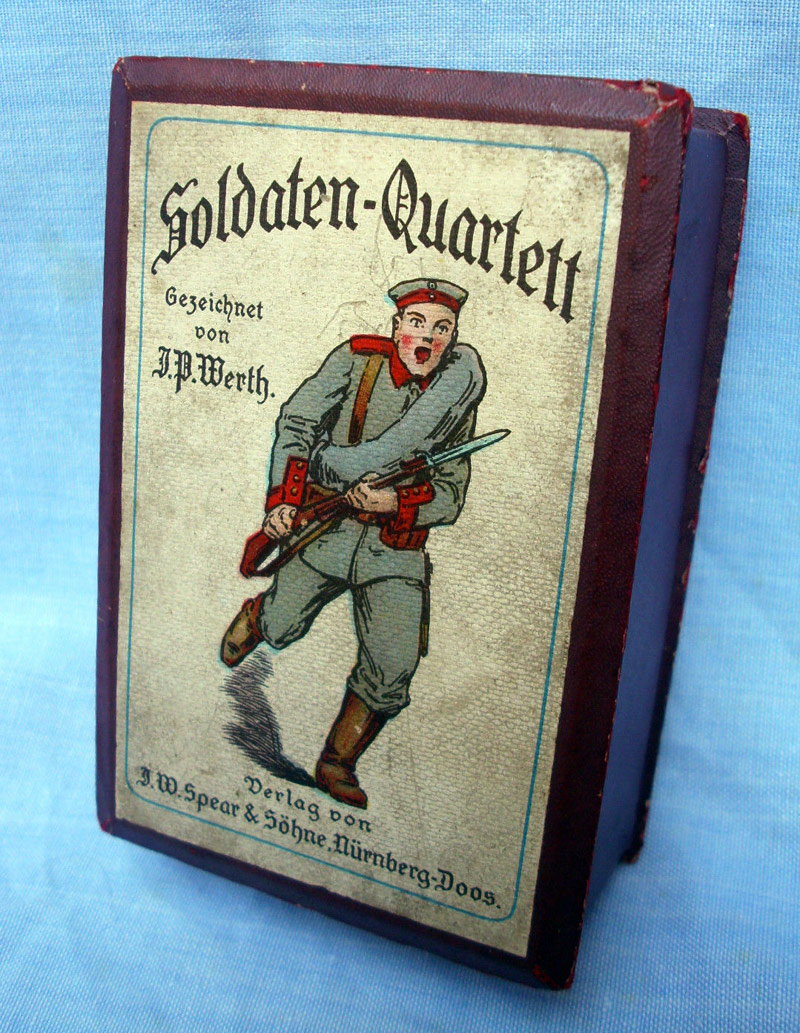 Soldaten-Quartett
Gezeichnet
von
J.P.Werth.
Verlag von
J.W.Spear & Söhne, Nürnberg-Doos.